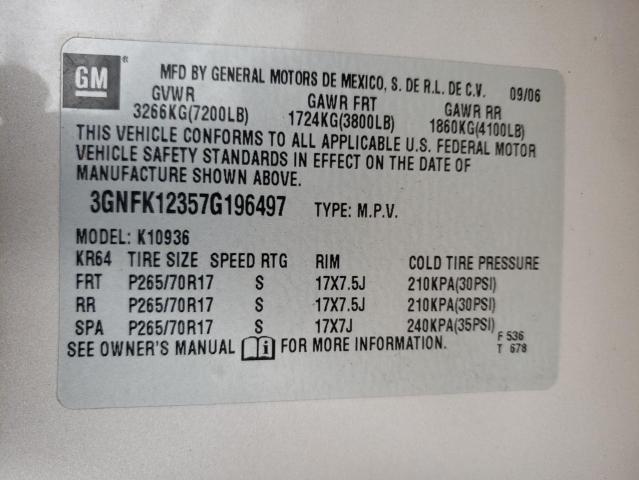 GM ® MFD BY GENERAL MOTORS DE MEXICO, S. DE R.L. DE C.V. 09/06
GVWR GAWR FRT GAWR RR
3266KG(7200LB) 1724KG(3800LB) 1860KG(4100LB)
THIS VEHICLE CONFORMS TO ALL APPLICABLE U.S. FEDERAL MOTOR
VEHICLE SAFETY STANDARDS IN EFFECT ON THE DATE OF
MANUFACTURE SHOWN ABOVE.
3GNFK12357G196497 TYPE: M.P.V.
MODEL: K10936
KR64 TIRE SIZE SPEED RTG RIM COLD TIRE PRESSURE
FRT P265/70R17 S 17X7.5J 210KPA(30PSI)
RR P265/70R17 S 17X7.5J 210KPA(30PSI)
SPA P265/70R17 S 17X7J 240KPA(35PSI)
SEE OWNER'S MANUAL i FOR MORE INFORMATION. F 536
T 678